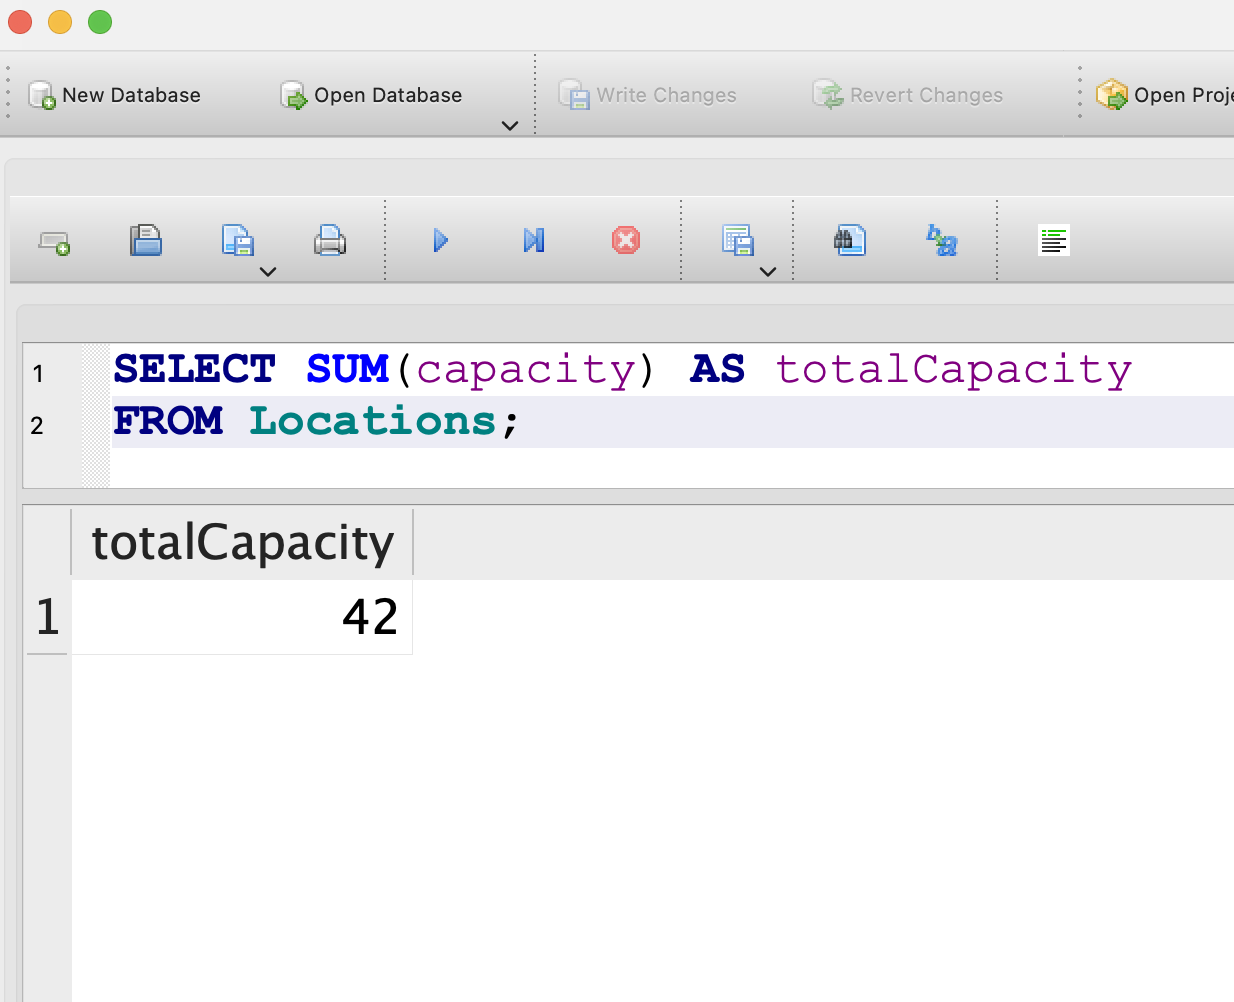 New Database Open Database Write Changes Revert Changes Open Proje
1 SELECT SUM(capacity) AS totalCapacity
2 FROM Locations;
totalCapacity
1 42